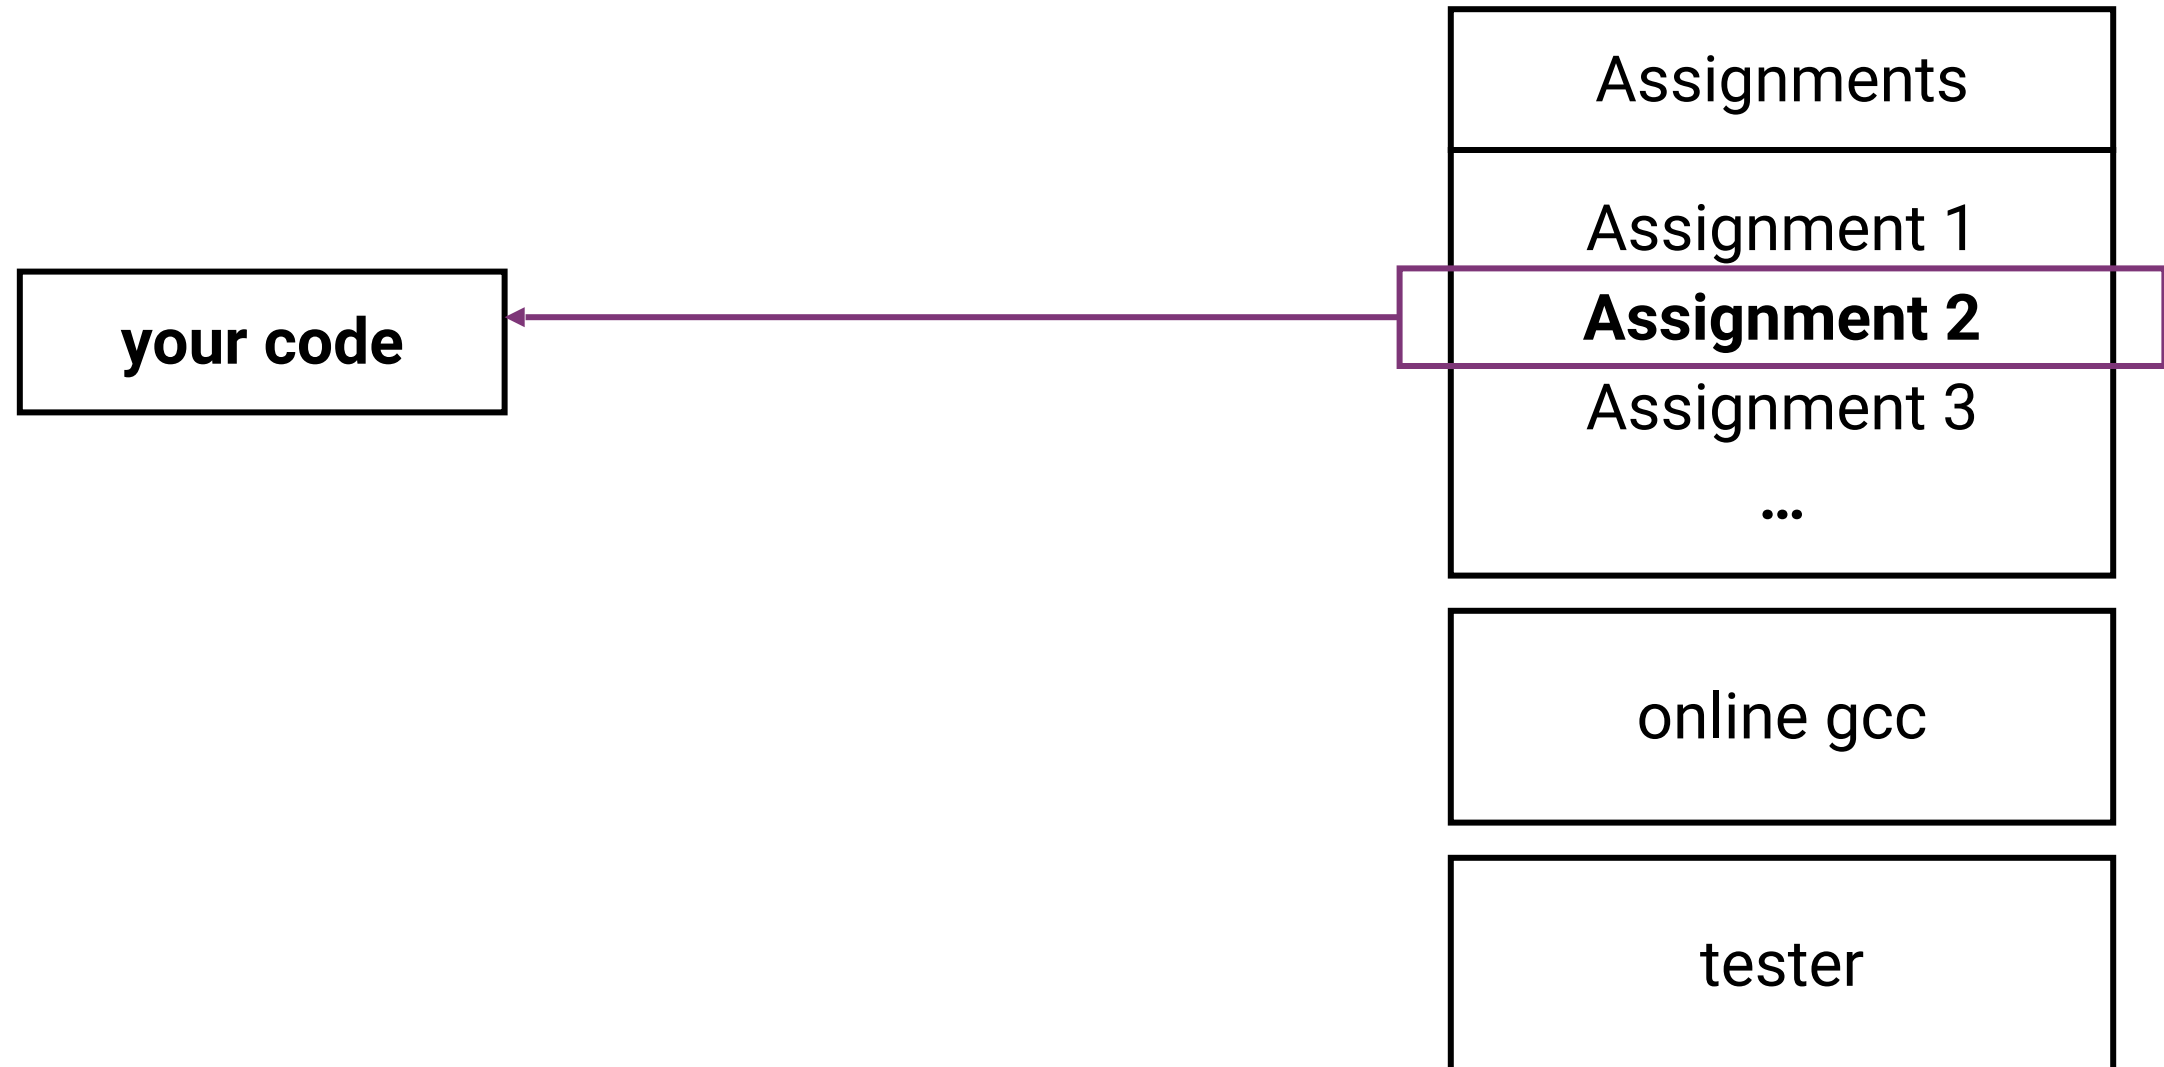 Assignments
Assignment 1
your code
Assignment 2
Assignment 3
...
online gcc
tester